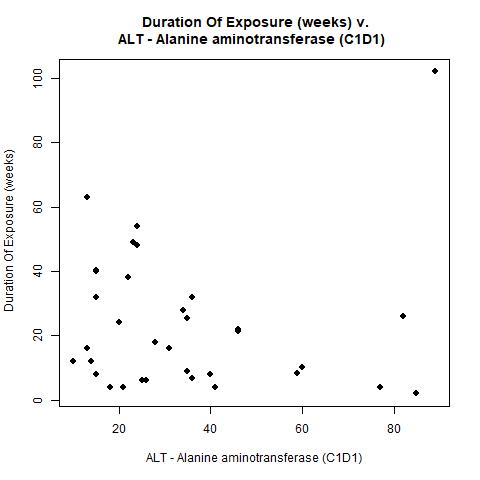 Duration Of Exposure (weeks) v.
ALT - Alanine aminotransferase (C1D1)
Duration Of Exposure (weeks)
100
80
60
40
20
0
20 40 60 80
ALT - Alanine aminotransferase (C1D1)